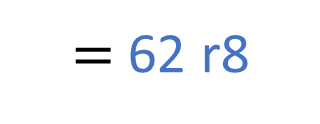 = 62 r8